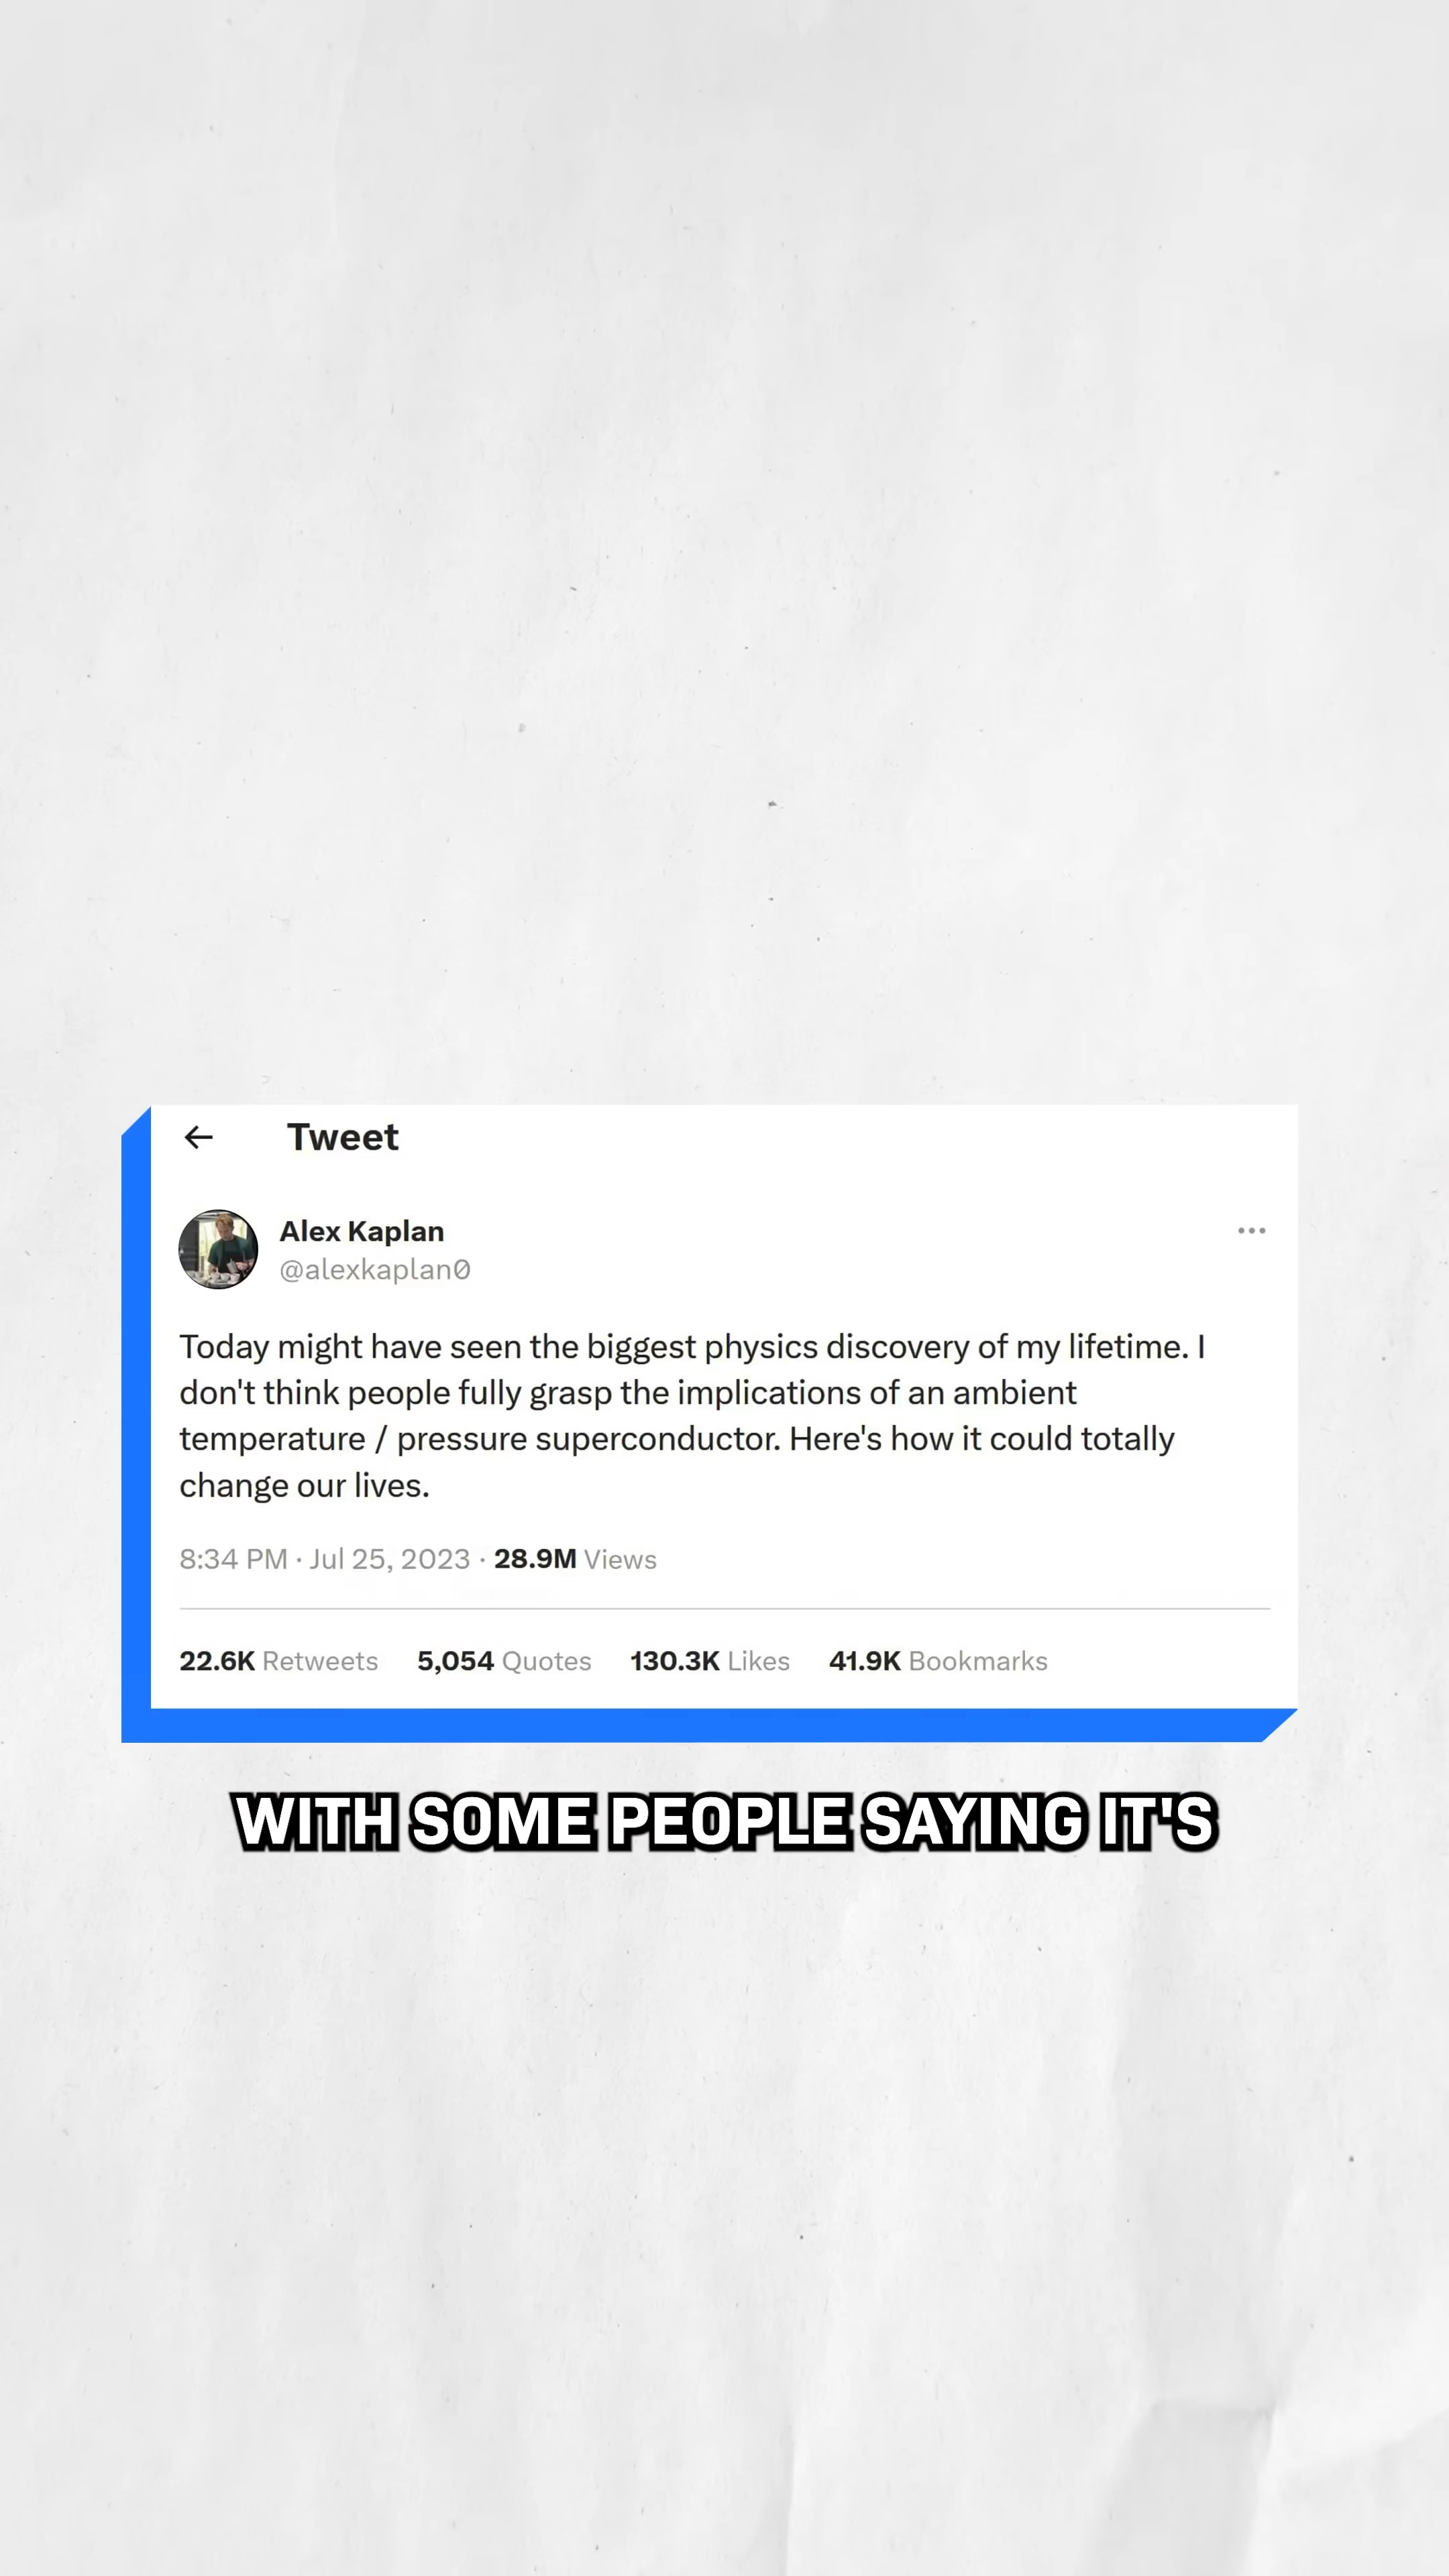 Tweet
Alex Kaplan
@alexkaplan0
Today might have seen the biggest physics discovery of my lifetime. I
don't think people fully grasp the implications of an ambient
temperature / pressure superconductor. Here's how it could totally
change our lives.
8:34 PM · Jul 25, 2023 · 28.9M Views
22.6K Retweets 5,054 Quotes 130.3K Likes 41.9K Bookmarks
WITH SOME PEOPLE SAYING IT'S